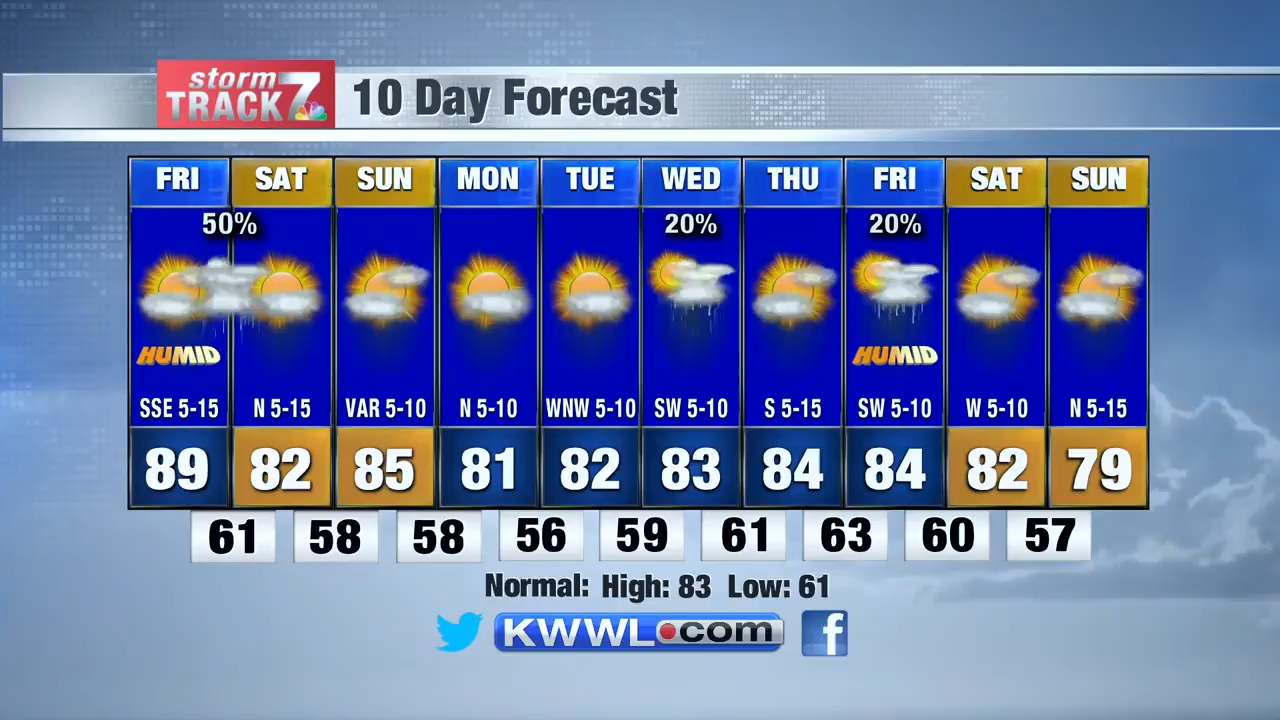 storm
TRACK 7
10 Day Forecast
FRI SAT SUN MON TUE WED THU FRI SAT SUN
50% 20% 20%
HUMID HUMID
SSE 5-15 N 5-15 VAR 5-10 N 5-10 WNW 5-10 SW 5-10 S 5-15 SW 5-10 W 5-10 N 5-15
89 82 85 81 82 83 84 84 82 79
61 58 58 56 59 61 63 60 57
Normal: High: 83 Low: 61
KWWL.com f